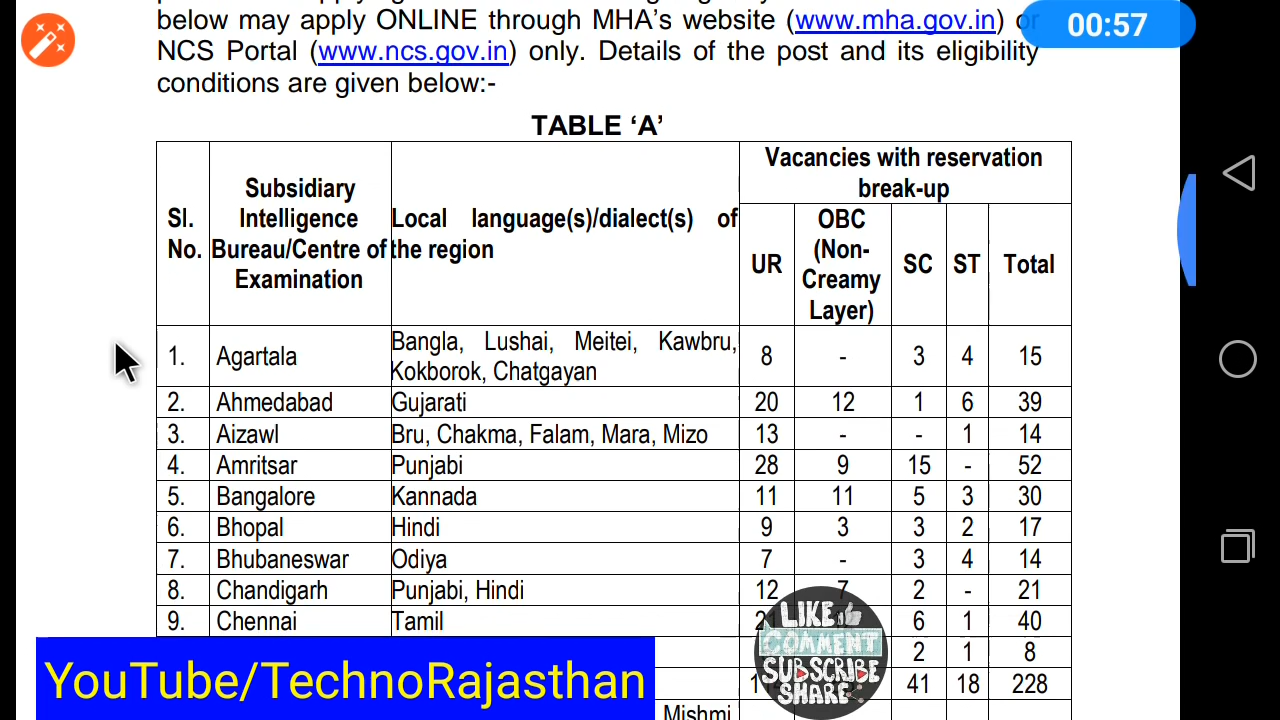 below may apply ONLINE through MHA's website (www.mha.gov.in) or
00:57
NCS Portal (www.ncs.gov.in) only. Details of the post and its eligibility
conditions are given below:-
TABLE ‘A’
Sl. No. Subsidiary Intelligence Bureau/Centre of Examination Local language(s)/dialect(s) of the region Vacancies with reservation break-up
UR OBC (Non-Creamy Layer) SC ST Total
1. Agartala Bangla, Lushai, Meitei, Kawbru, Kokborok, Chatgayan 8 - 3 4 15
2. Ahmedabad Gujarati 20 12 1 6 39
3. Aizawl Bru, Chakma, Falam, Mara, Mizo 13 - - 1 14
4. Amritsar Punjabi 28 9 15 - 52
5. Bangalore Kannada 11 11 5 3 30
6. Bhopal Hindi 9 3 3 2 17
7. Bhubaneswar Odiya 7 - 3 4 14
8. Chandigarh Punjabi, Hindi 12 7 2 - 21
9. Chennai Tamil 6 1 40
2 1 8
41 18 228
Mishmi,
LIKE
COMMENT
SUBSCRIBE
SHARE
YouTube/TechnoRajasthan